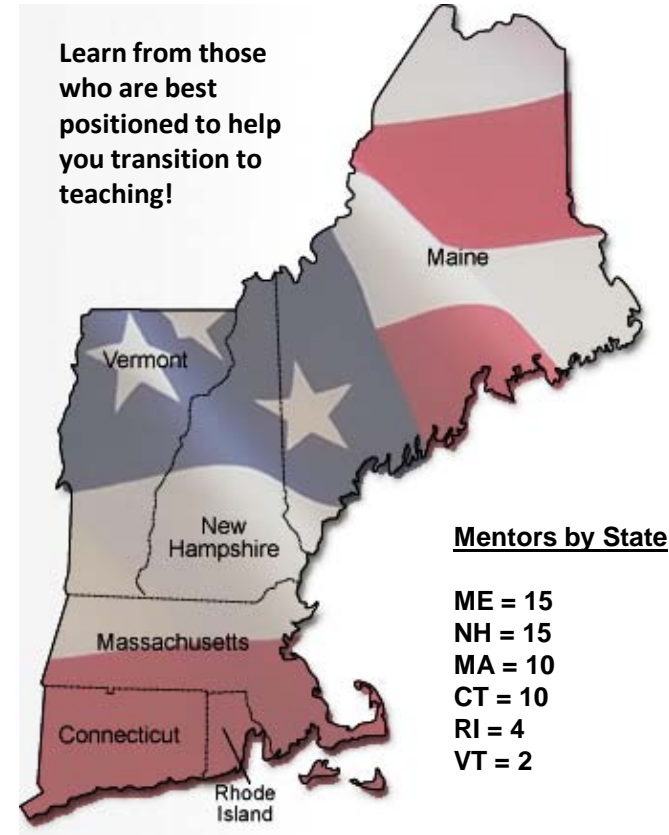 Learn from those
who are best
positioned to help
you transition to
teaching!
Maine
Vermont
New
Hampshire
Mentors by State
ME = 15
NH = 15
MA = 10
CT = 10
RI = 4
VT = 2
Massachusetts
Connecticut
Rhode
Island